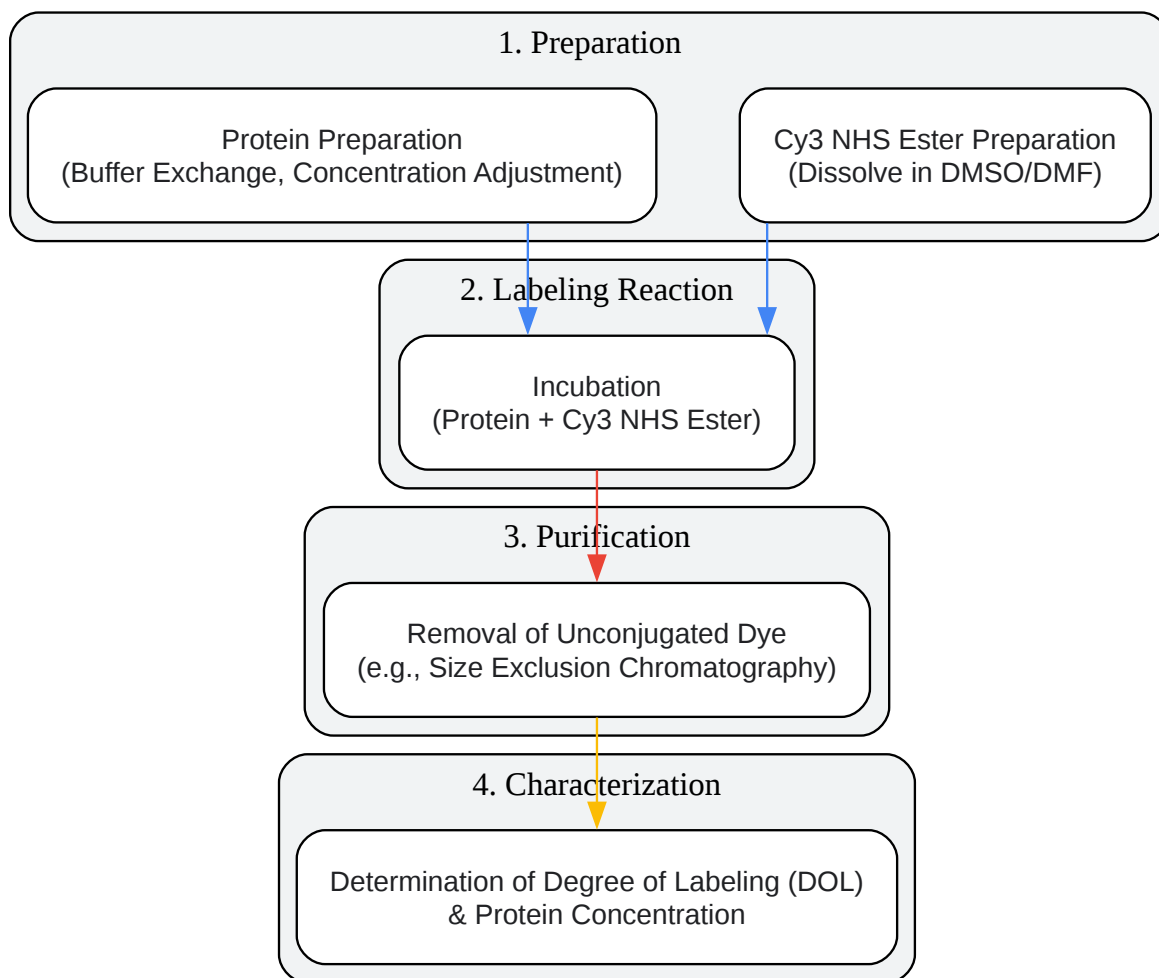 1. Preparation
Protein Preparation
(Buffer Exchange, Concentration Adjustment)
Cy3 NHS Ester Preparation
(Dissolve in DMSO/DMF)
2. Labeling Reaction
Incubation
(Protein + Cy3 NHS Ester)
3. Purification
Removal of Unconjugated Dye
(e.g., Size Exclusion Chromatography)
4. Characterization
Determination of Degree of Labeling (DOL)
& Protein Concentration